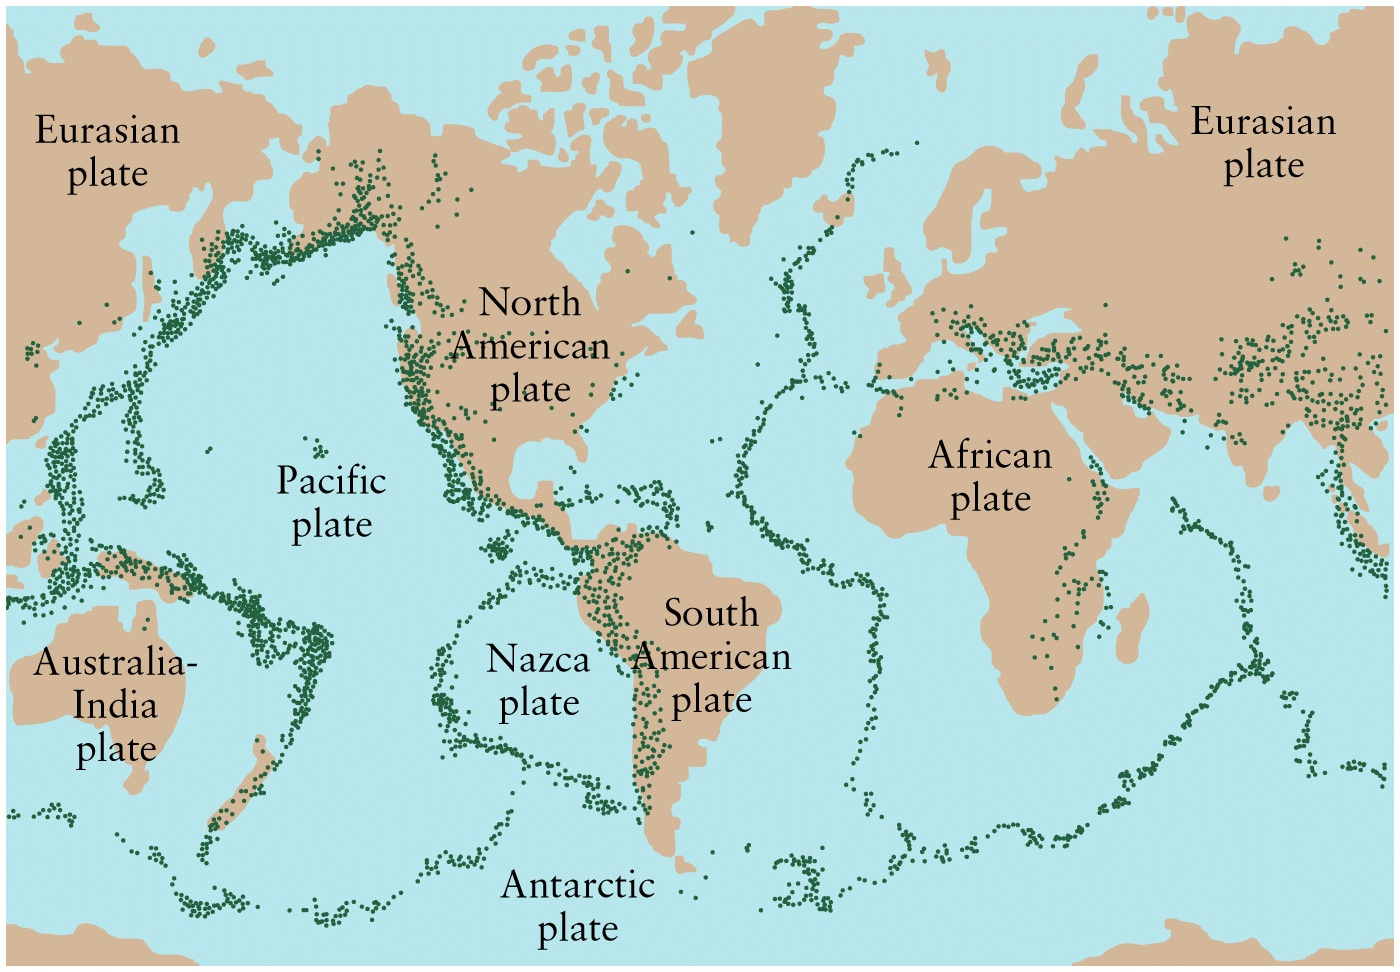 Eurasian
plate
Eurasian
plate
North
American
plate
Pacific
plate
African
plate
South
American
plate
Nazca
plate
Australia-
India
plate
Antarctic
plate